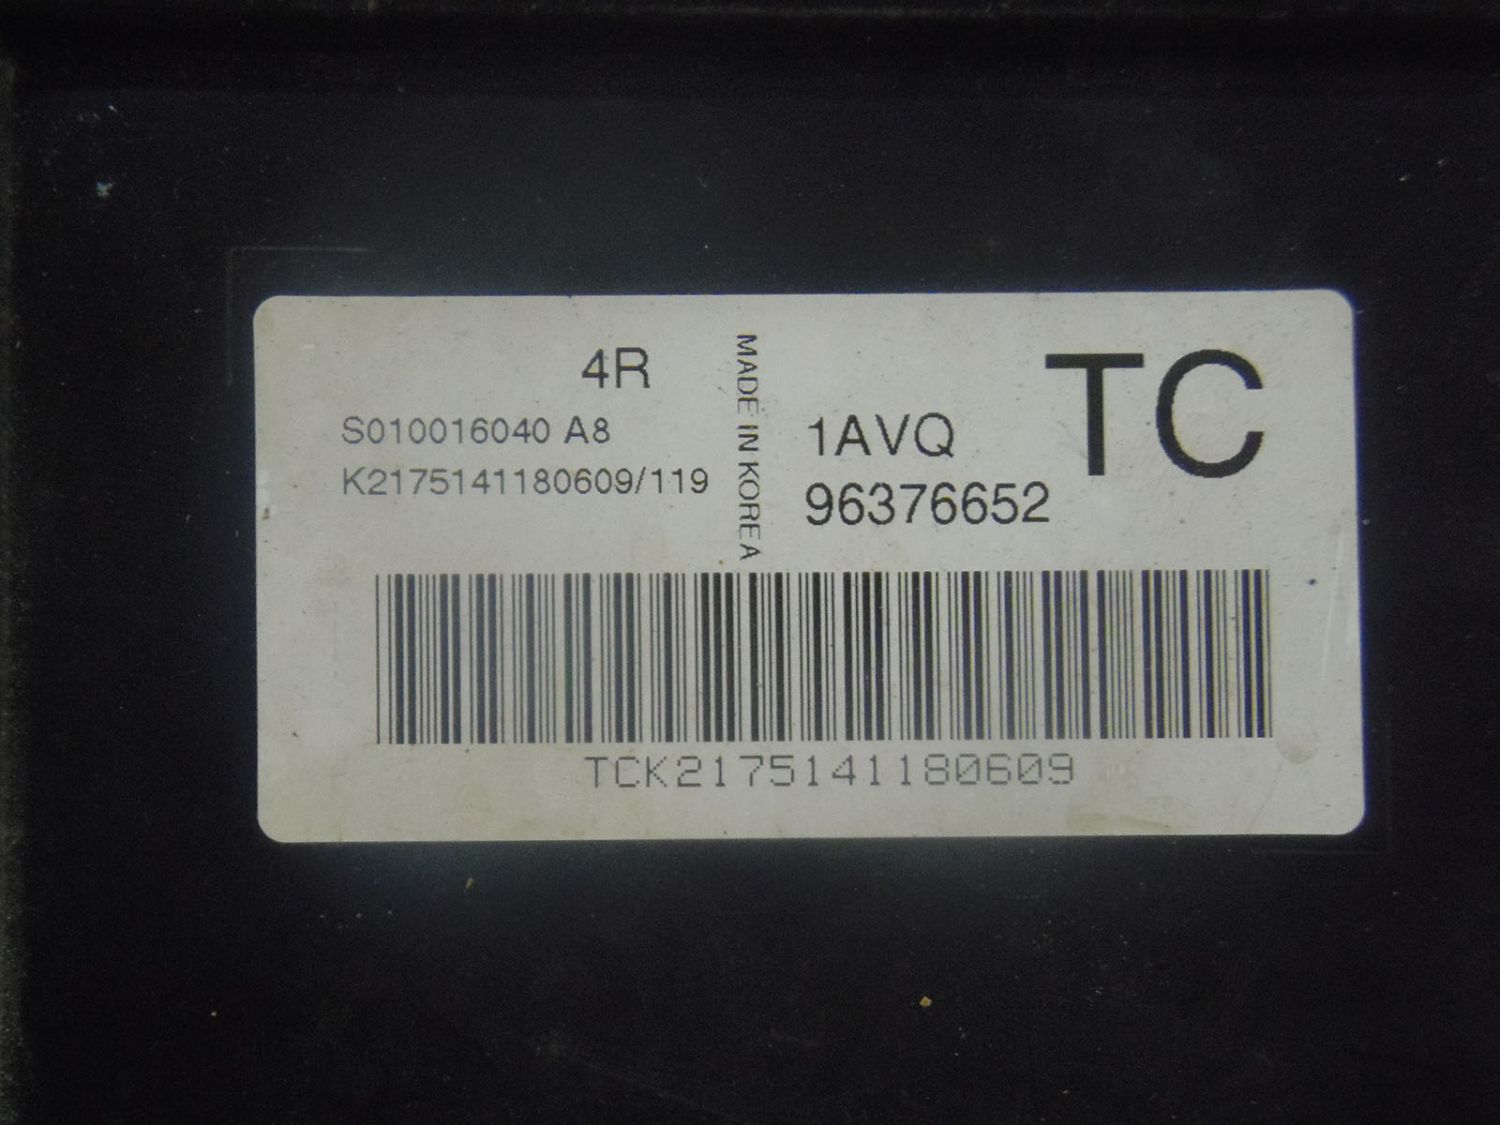 4R
S010016040 A8
K2175141180609/119
MADE IN KOREA
TC
1AVQ
96376652
TCK2175141180609